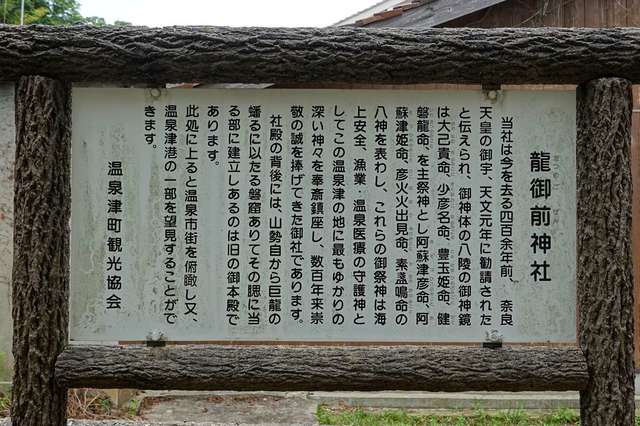 龍御前神社
当社は今を去る四百余年前、奈良
天皇の御宇、天文元年に勧請された
と伝えられ、御神体の八陵の御神鏡
は大己貴命、少彦名命、豊玉姫命、健
磐龍命、を主祭神とし阿蘇津彦命、阿
蘇津姫命、彦火火出見命、素盞鳴命の
八神を表わし、これらの御祭神は海
上安全、漁業・温泉医療の守護神と
してこの温泉津の地に最もゆかりの
深い神々を奉斎鎮座し、数百年来崇
敬の誠を捧げてきた御社であります。
社殿の背後には、山勢自から巨龍の
蟠るに以たる磐窟ありてその腮に当
る部に建立しあるのは旧の御本殿で
あります。
此処に上ると温泉市街を俯瞰し又、
温泉津港の一部を望見することがで
きます。
温泉津町観光協会